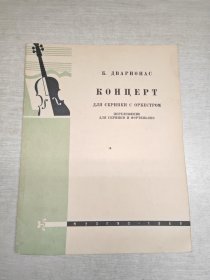 Б. ДВАРИОНАС
КОНЦЕРТ
ДЛЯ СКРИПКИ С ОРКЕСТРОМ
ПЕРЕЛОЖЕНИЕ
ДЛЯ СКРИПКИ И ФОРТЕПИАНО